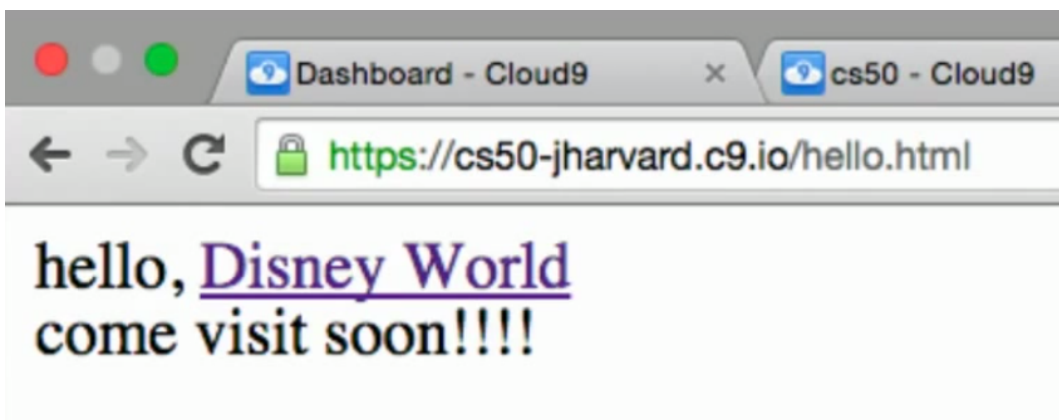 Dashboard - Cloud9
cs50 - Cloud9
https://cs50-jharvard.c9.io/hello.html
hello, Disney World
come visit soon!!!!